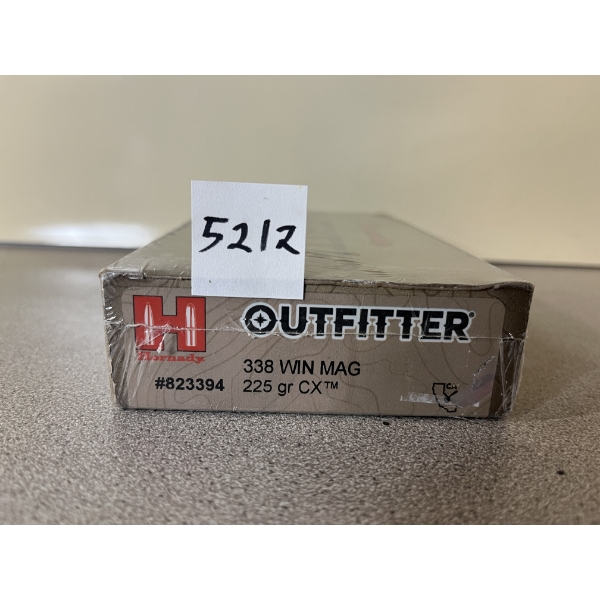 5212
H
Hornady
OUTFITTER®
338 WIN MAG
#823394
225 gr CX™